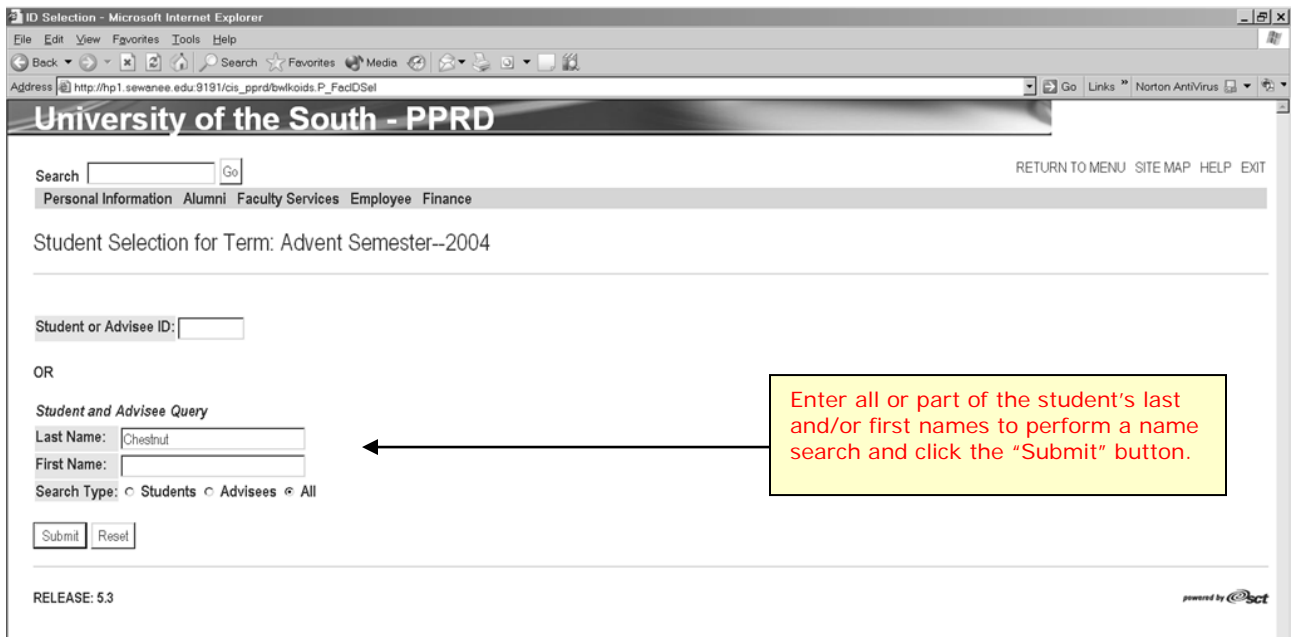 ID Selection - Microsoft Internet Explorer
File Edit View Favorites Tools Help
Back Search Favorites Media
Address http://hp1.sewanee.edu:9191/cis_pprd/bwlkoids.P_FacIDSel Go Links » Norton AntiVirus
University of the South - PPRD
Search Go RETURN TO MENU SITE MAP HELP EXIT
Personal Information Alumni Faculty Services Employee Finance
Student Selection for Term: Advent Semester--2004
Student or Advisee ID:
OR
Student and Advisee Query
Last Name: Chestnut
First Name:
Search Type: Students Advisees All
Submit Reset
Enter all or part of the student's last
and/or first names to perform a name
search and click the “Submit” button.
RELEASE: 5.3
powered by sct